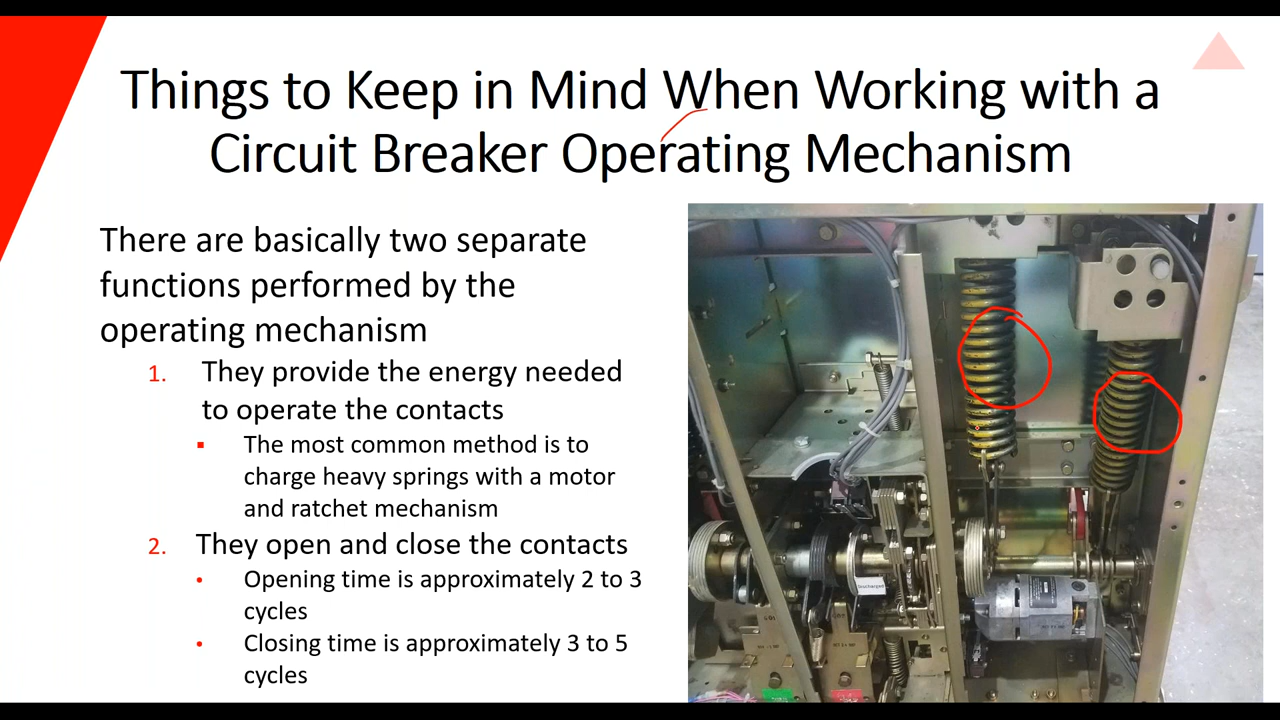 Things to Keep in Mind When Working with a
Circuit Breaker Operating Mechanism
There are basically two separate
functions performed by the
operating mechanism
1. They provide the energy needed
to operate the contacts
▪ The most common method is to
charge heavy springs with a motor
and ratchet mechanism
2. They open and close the contacts
• Opening time is approximately 2 to 3
cycles
• Closing time is approximately 3 to 5
cycles
Discharged